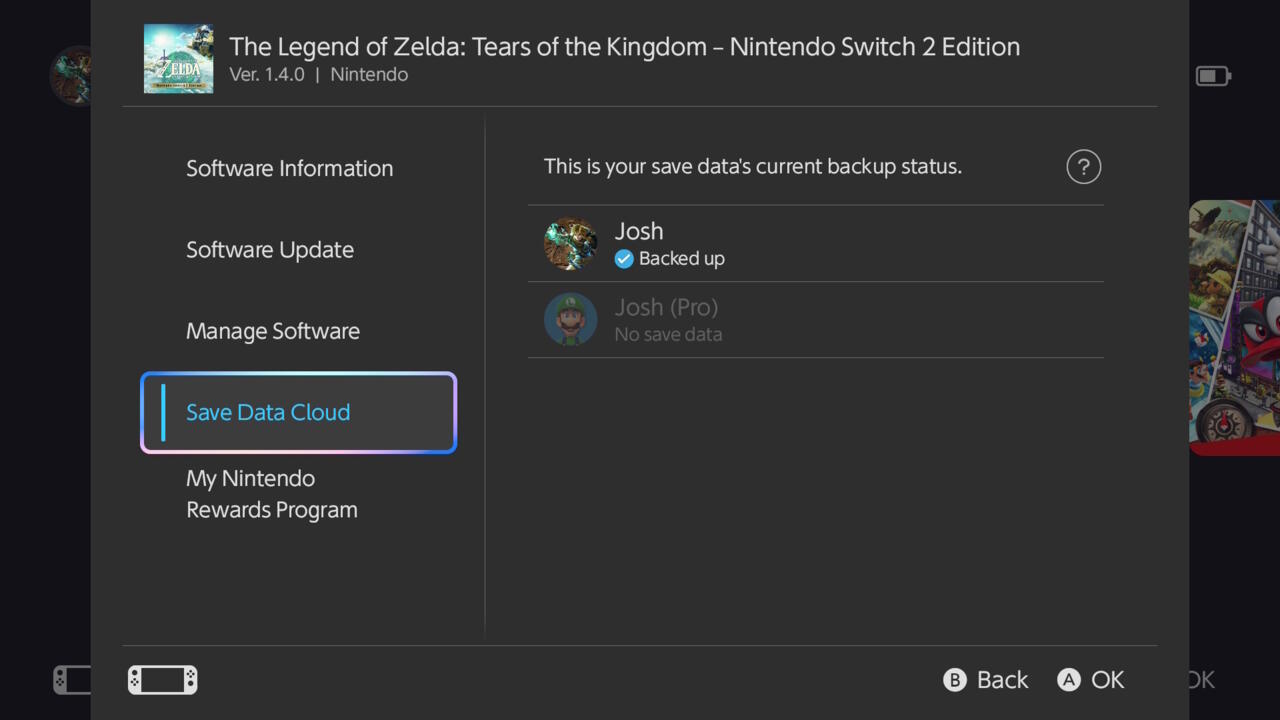 The Legend of Zelda: Tears of the Kingdom – Nintendo Switch 2 Edition
Ver. 1.4.0 | Nintendo
ZELDA
Software Information
Software Update
Manage Software
Save Data Cloud
My Nintendo
Rewards Program
This is your save data's current backup status.
?
Josh
Backed up
Josh (Pro)
No save data
B Back
A OK
OK